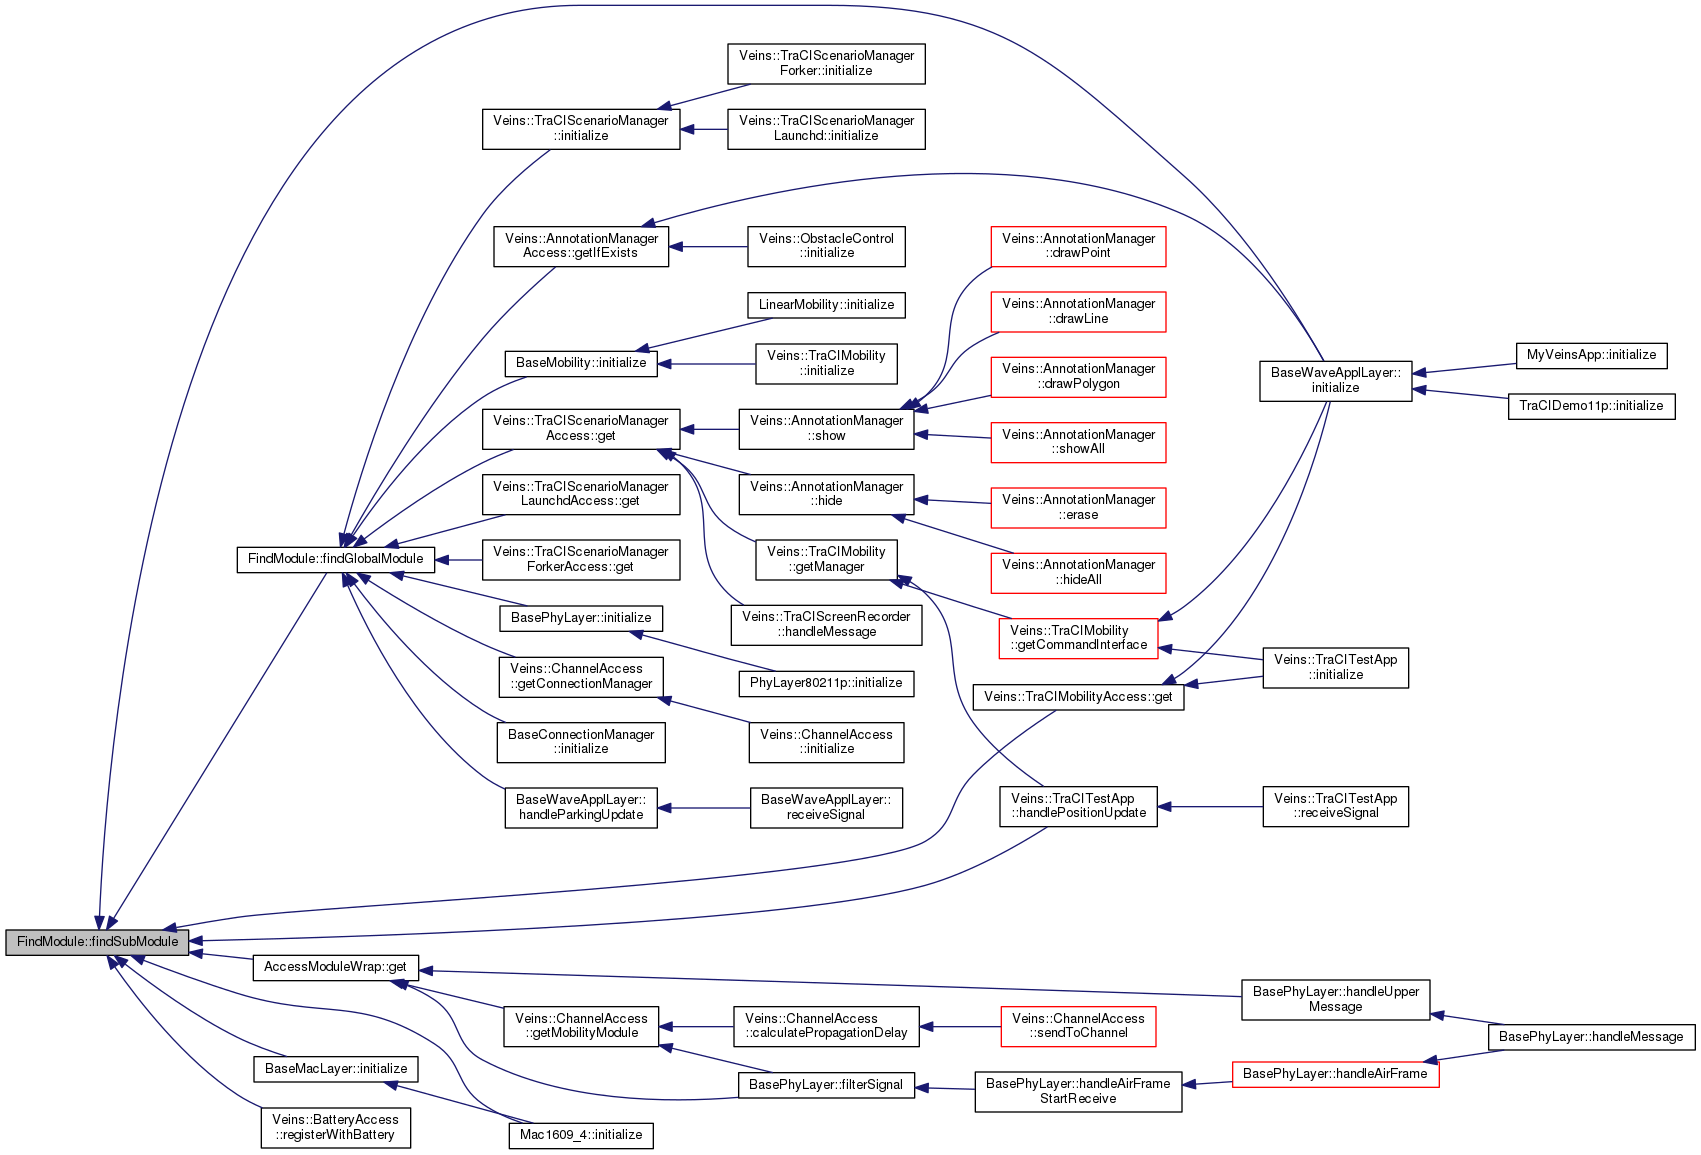 Veins::TraCIScenarioManager
Forker::initialize
Veins::TraCIScenarioManager
::initialize
Veins::TraCIScenarioManager
Launchd::initialize
Veins::AnnotationManager
Access::getIfExists
Veins::ObstacleControl
::initialize
Veins::AnnotationManager
::drawPoint
LinearMobility::initialize
Veins::AnnotationManager
::drawLine
BaseMobility::initialize
Veins::TraCIMobility
::initialize
Veins::AnnotationManager
::drawPolygon
BaseWaveApplLayer::
initialize
MyVeinsApp::initialize
TraCIDemo11p::initialize
Veins::TraCIScenarioManager
Access::get
Veins::AnnotationManager
::show
Veins::AnnotationManager
::showAll
Veins::TraCIScenarioManager
LaunchdAccess::get
Veins::AnnotationManager
::hide
Veins::AnnotationManager
::erase
FindModule::findGlobalModule
Veins::TraCIScenarioManager
ForkerAccess::get
Veins::TraCIMobility
::getManager
Veins::AnnotationManager
::hideAll
BasePhyLayer::initialize
Veins::TraCIScreenRecorder
::handleMessage
Veins::TraCIMobility
::getCommandInterface
Veins::TraCITestApp
::initialize
Veins::ChannelAccess
::getConnectionManager
PhyLayer80211p::initialize
Veins::TraCIMobilityAccess::get
BaseConnectionManager
::initialize
Veins::ChannelAccess
::initialize
BaseWaveApplLayer::
handleParkingUpdate
BaseWaveApplLayer::
receiveSignal
Veins::TraCITestApp
::handlePositionUpdate
Veins::TraCITestApp
::receiveSignal
FindModule::findSubModule
AccessModuleWrap::get
BasePhyLayer::handleUpper
Message
Veins::ChannelAccess
::getMobilityModule
Veins::ChannelAccess
::calculatePropagationDelay
Veins::ChannelAccess
::sendToChannel
BasePhyLayer::handleMessage
BaseMacLayer::initialize
BasePhyLayer::filterSignal
BasePhyLayer::handleAirFrame
StartReceive
BasePhyLayer::handleAirFrame
Veins::BatteryAccess
::registerWithBattery
Mac1609_4::initialize